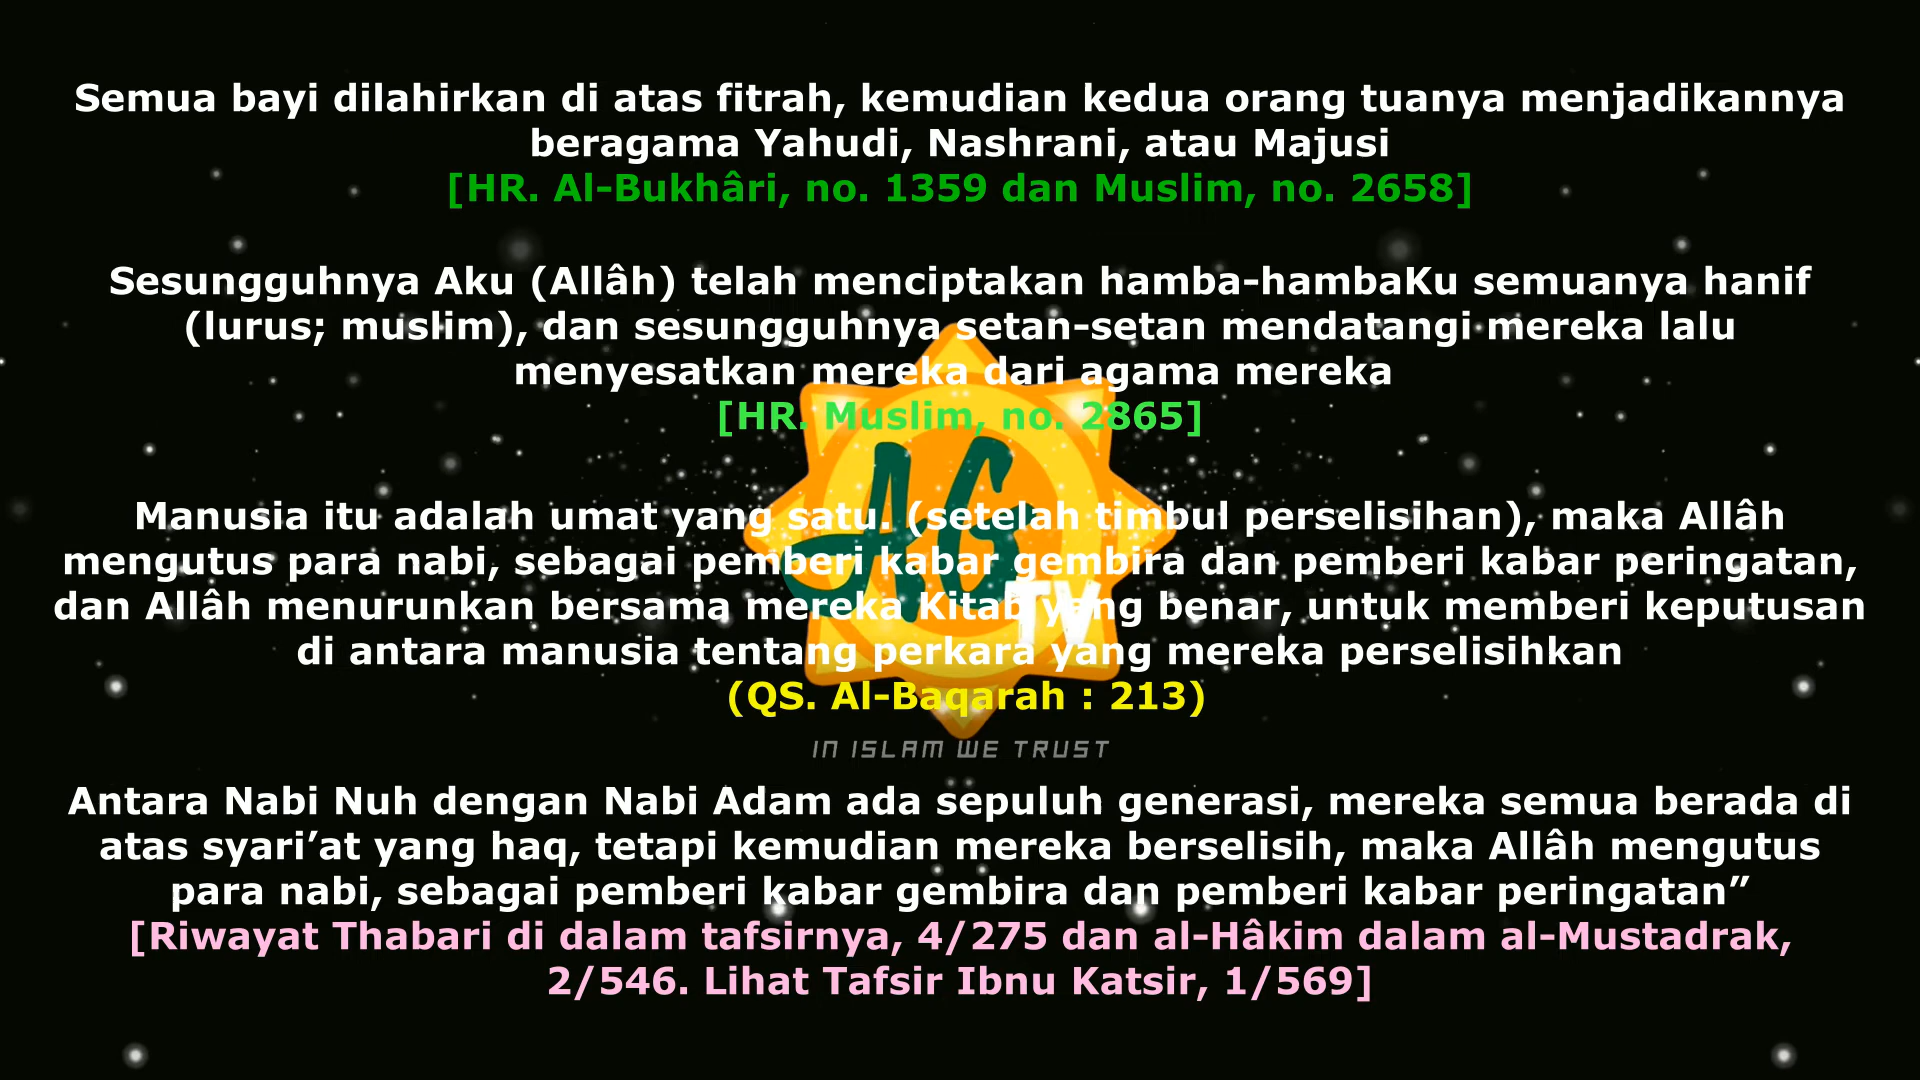 Semua bayi dilahirkan di atas fitrah, kemudian kedua orang tuanya menjadikannya
beragama Yahudi, Nashrani, atau Majusi
[HR. Al-Bukhâri, no. 1359 dan Muslim, no. 2658]
Sesungguhnya Aku (Allâh) telah menciptakan hamba-hambaKu semuanya hanif
(lurus; muslim), dan sesungguhnya setan-setan mendatangi mereka lalu
menyesatkan mereka dari agama mereka
[HR. Muslim, no. 2865]
Manusia itu adalah umat yang satu. (setelah timbul perselisihan), maka Allâh
mengutus para nabi, sebagai pemberi kabar gembira dan pemberi kabar peringatan,
dan Allâh menurunkan bersama mereka Kitab yang benar, untuk memberi keputusan
di antara manusia tentang perkara yang mereka perselisihkan
(QS. Al-Baqarah : 213)
AG
TV
IN ISLAM WE TRUST
Antara Nabi Nuh dengan Nabi Adam ada sepuluh generasi, mereka semua berada di
atas syari’at yang haq, tetapi kemudian mereka berselisih, maka Allâh mengutus
para nabi, sebagai pemberi kabar gembira dan pemberi kabar peringatan”
[Riwayat Thabari di dalam tafsirnya, 4/275 dan al-Hâkim dalam al-Mustadrak,
2/546. Lihat Tafsir Ibnu Katsir, 1/569]